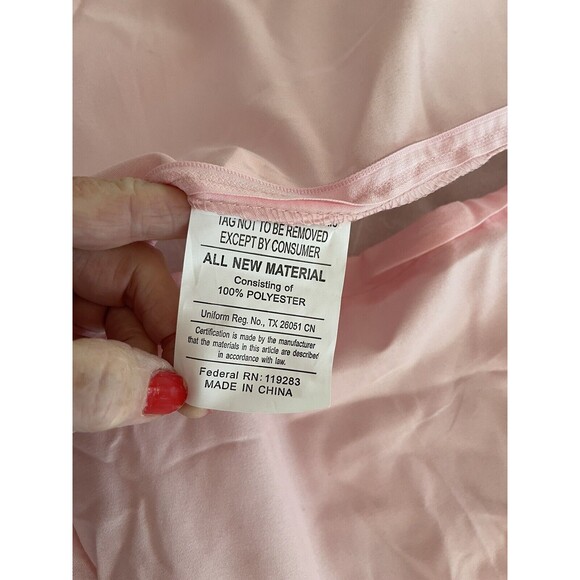 TAG NOT TO BE REMOVED
EXCEPT BY CONSUMER
ALL NEW MATERIAL
Consisting of
100% POLYESTER
Uniform Reg. No., TX 26051 CN
Certification is made by the manufacturer
that the materials in this article are described
in accordance with law.
Federal RN: 119283
MADE IN CHINA